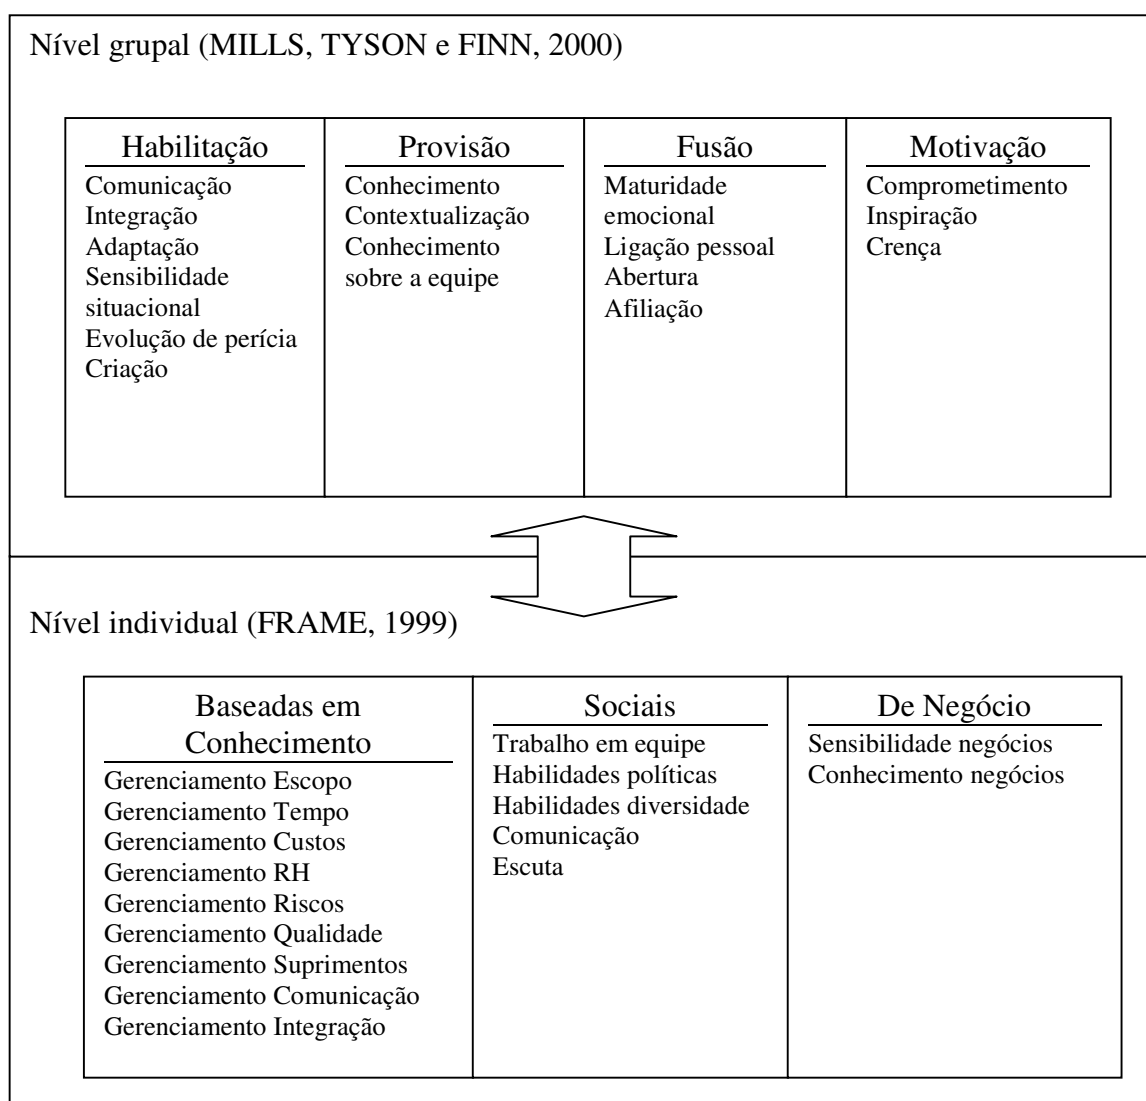 Nível grupal (MILLS, TYSON e FINN, 2000)
Habilitação
Comunicação
Integração
Adaptação
Sensibilidade
situacional
Evolução de perícia
Criação
Provisão
Conhecimento
Contextualização
Conhecimento
sobre a equipe
Fusão
Maturidade
emocional
Ligação pessoal
Abertura
Afiliação
Motivação
Comprometimento
Inspiração
Crença
Nível individual (FRAME, 1999)
Baseadas em
Conhecimento
Gerenciamento Escopo
Gerenciamento Tempo
Gerenciamento Custos
Gerenciamento RH
Gerenciamento Riscos
Gerenciamento Qualidade
Gerenciamento Suprimentos
Gerenciamento Comunicação
Gerenciamento Integração
Sociais
Trabalho em equipe
Habilidades políticas
Habilidades diversidade
Comunicação
Escuta
De Negócio
Sensibilidade negócios
Conhecimento negócios